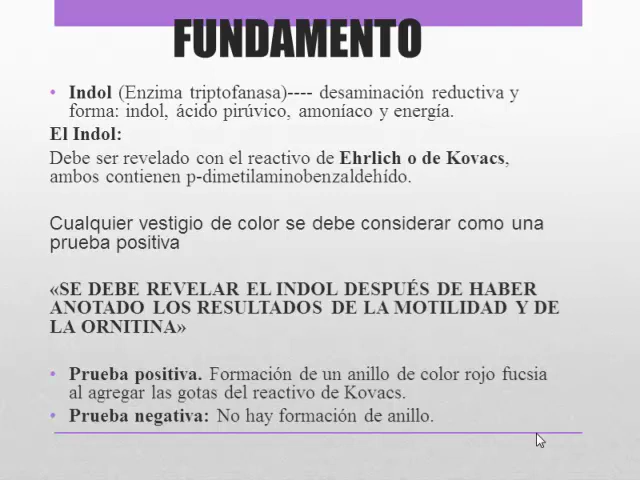 FUNDAMENTO
• Indol (Enzima triptofanasa)---- desaminación reductiva y
forma: indol, ácido pirúvico, amoníaco y energía.
El Indol:
Debe ser revelado con el reactivo de Ehrlich o de Kovacs,
ambos contienen p-dimetilaminobenzaldehído.
Cualquier vestigio de color se debe considerar como una
prueba positiva
«SE DEBE REVELAR EL INDOL DESPUÉS DE HABER
ANOTADO LOS RESULTADOS DE LA MOTILIDAD Y DE
LA ORNITINA»
• Prueba positiva. Formación de un anillo de color rojo fucsia
al agregar las gotas del reactivo de Kovacs.
• Prueba negativa: No hay formación de anillo.